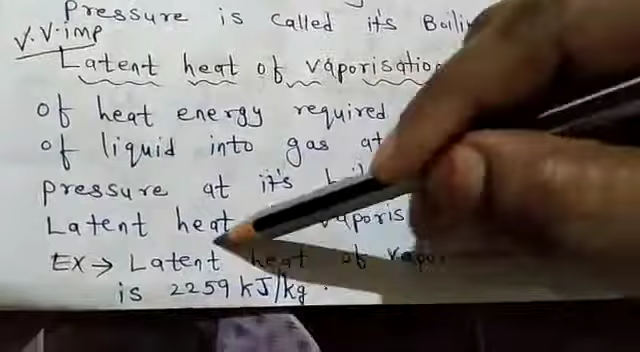 Pressure is called it's
V.V.imp
Latent heat of vaporisation
of heat energy required
of liquid into gas at
pressure at it's
Latent heat
Ex → Latent heat of
is 2259 kJ/kg.